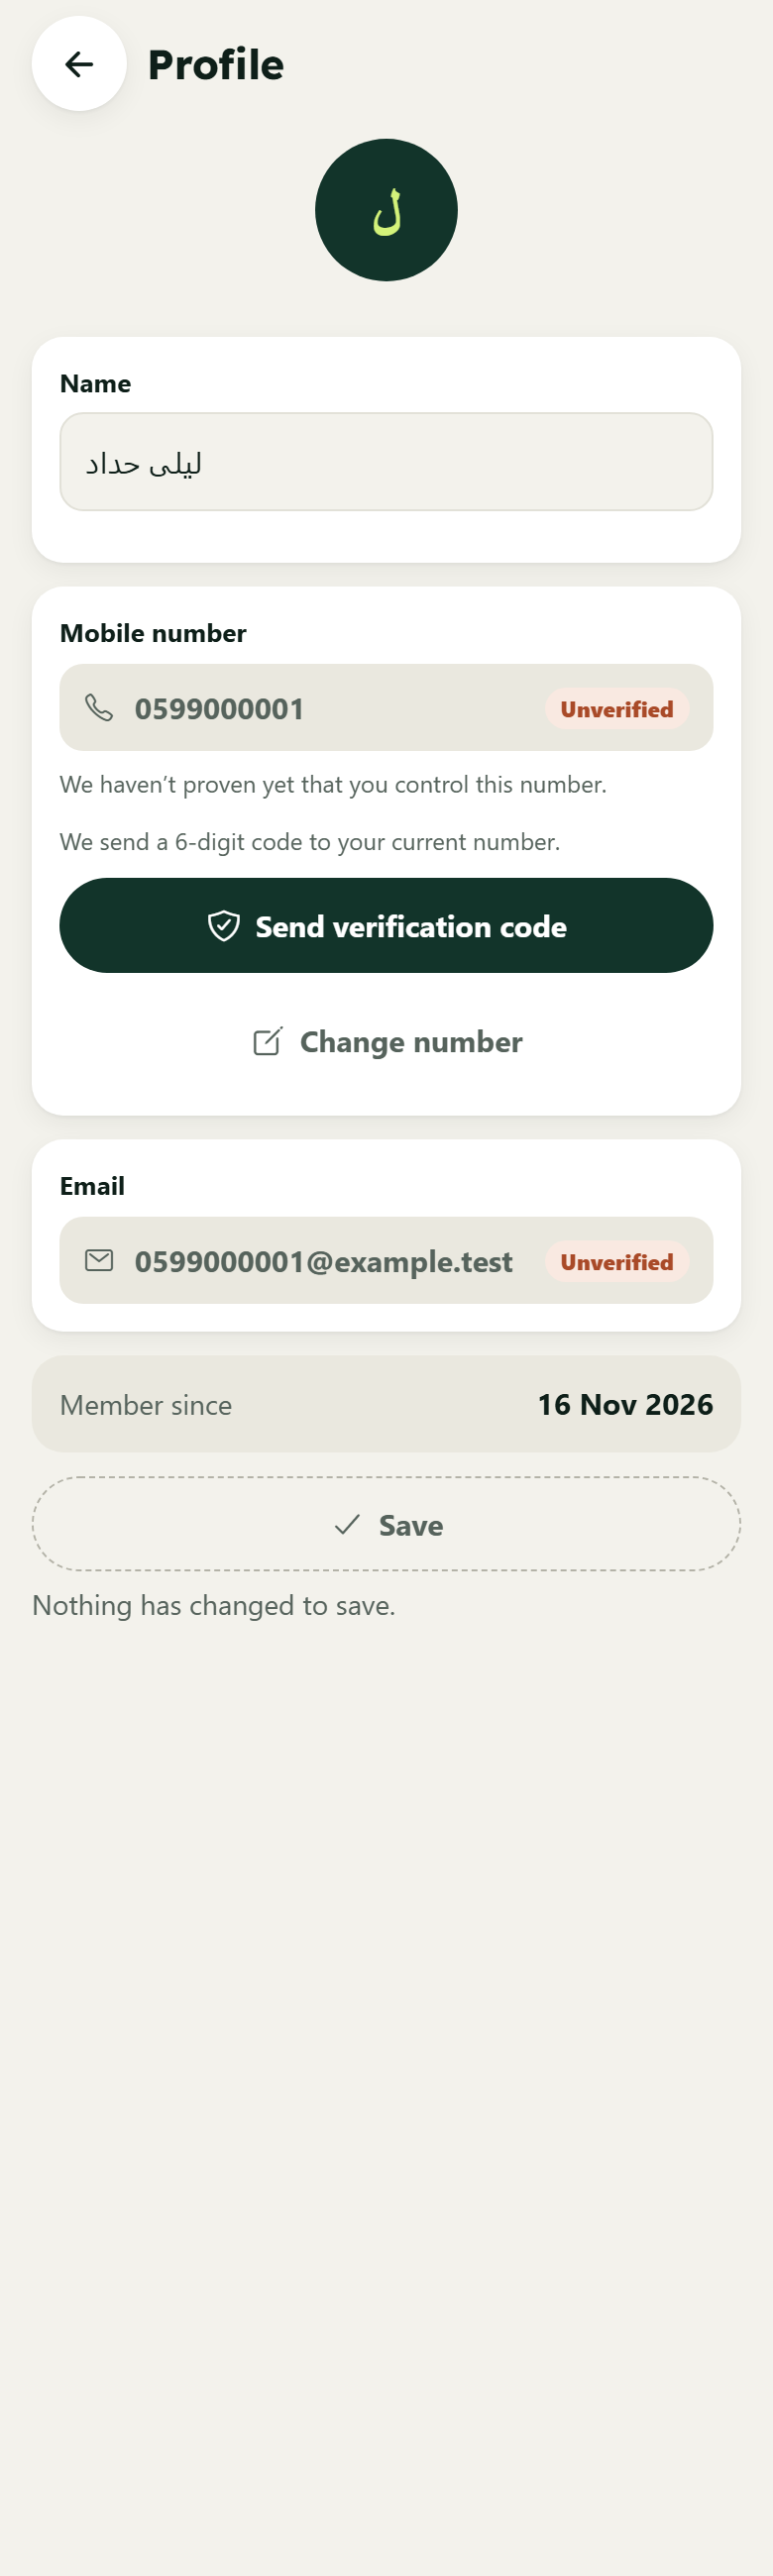 Profile
ل
Name
ليلى حداد
Mobile number
0599000001
Unverified
We haven’t proven yet that you control this number.
We send a 6-digit code to your current number.
Send verification code
Change number
Email
0599000001@example.test
Unverified
Member since
16 Nov 2026
Save
Nothing has changed to save.